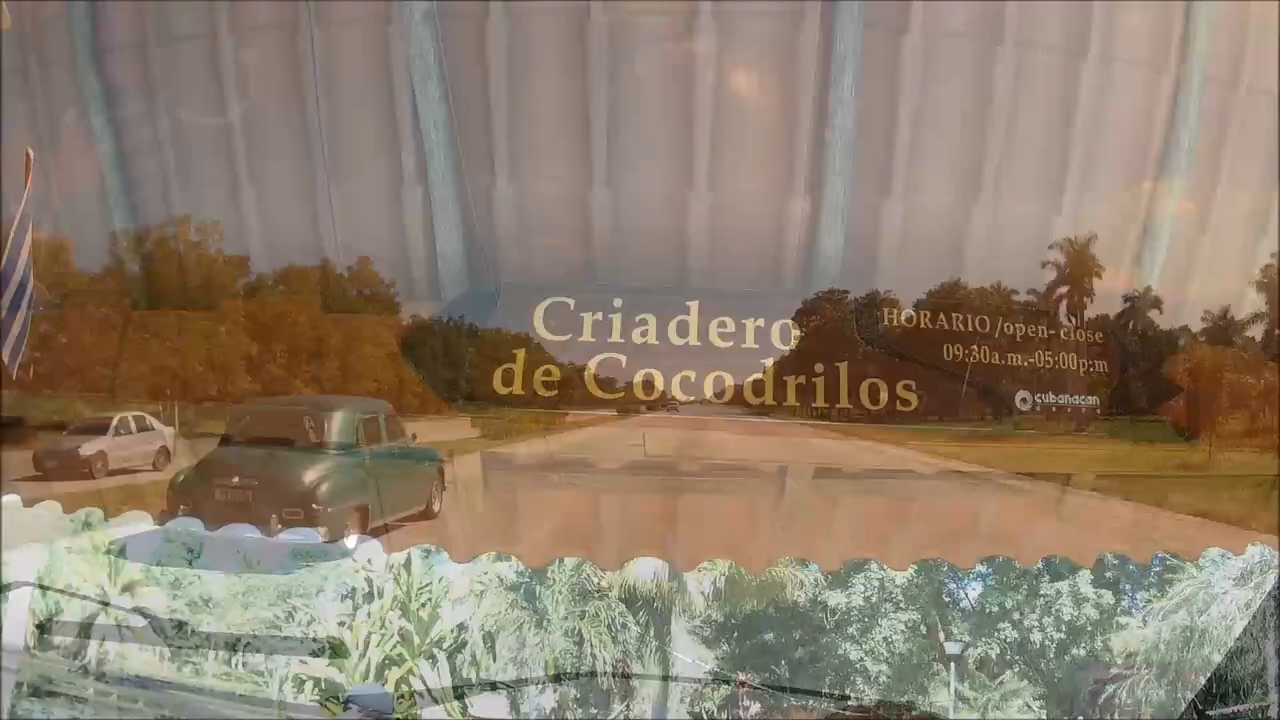 Criadero
de Cocodrilos
HORARIO /open- close
09:30a.m.-05:00p:m
cubanacan